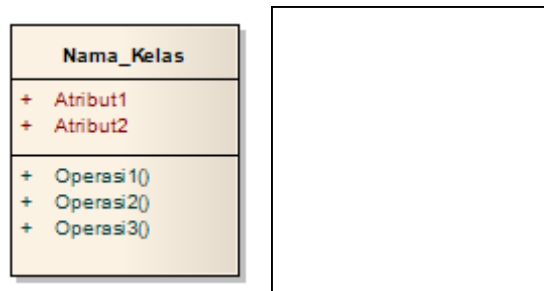 Nama_Kelas
+ Atribut1
+ Atribut2
+ Operasi1()
+ Operasi2()
+ Operasi3()